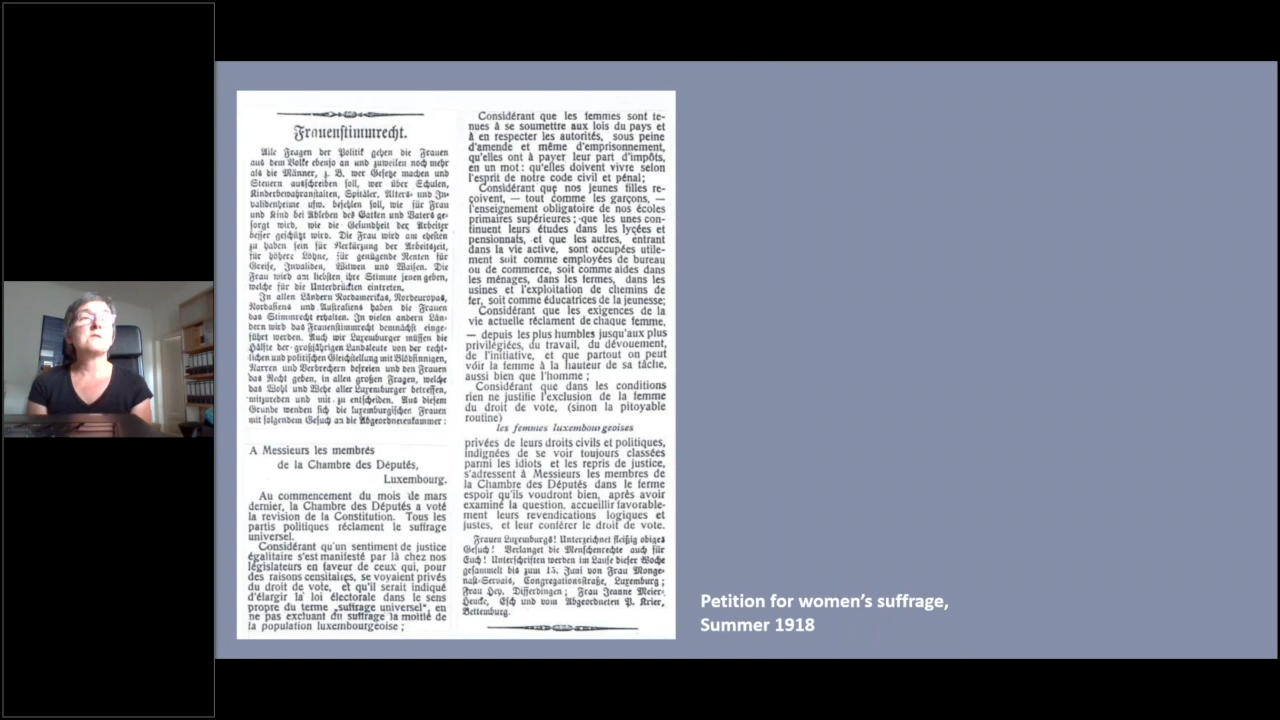 Frauenstimmrecht.
Alle Fragen der Politik gehen die Frauen
aus dem Volke ebenso an und zuweilen noch mehr
als die Männer, z. B. wer Gesetze machen und
Steuern ausschreiben soll, wer über Schulen,
Kinderbewahranstalten, Spitäler, Alters- und In-
validenheime usw. befehlen soll, wie für Frau
und Kind bei Ableben des Gatten und Vaters ge-
sorgt wird, wie die Gesundheit der Arbeiter
besser geschützt wird. Die Frau wird am ehesten
zu haben sein für Verkürzung der Arbeitszeit,
für höhere Löhne, für genügende Renten für
Greise, Invaliden, Witwen und Waisen. Die
Frau wird am liebsten ihre Stimme jenen geben,
welche für die Unterdrückten eintreten.
In allen Ländern Nordamerikas, Nordeuropas,
Nordasiens und Australiens haben die Frauen
das Stimmrecht erhalten. In vielen andern Län-
dern wird das Frauenstimmrecht demnächst einge-
führt werden. Auch wir Luxemburger müssen die
Hälfte der großjährigen Landsleute von der recht-
lichen und politischen Gleichstellung mit Blödsinnigen,
Narren und Verbrechern befreien und den Frauen
das Recht geben, in allen großen Fragen, welche
das Wohl und Wehe aller Luxemburger betreffen,
mitzureden und mit zu entscheiden. Aus diesem
Grunde wenden sich die luxemburgischen Frauen
mit folgendem Gesuch an die Abgeordnetenkammer:
A Messieurs les membrés
de la Chambre des Députés,
Luxembourg.
Au commencement du mois de mars
dernier, la Chambre des Députés a voté
la revision de la Constitution. Tous les
partis politiques réclament le suffrage
universel.
Considérant qu'un sentiment de justice
égalitaire s'est manifesté par là chez nos
législateurs en faveur de ceux qui, pour
des raisons censitaires, se voyaient privés
du droit de vote, et qu'il serait indiqué
d'élargir la loi électorale dans le sens
propre du terme „suffrage universel", en
ne pas excluant du suffrage la moitié de
la population luxembourgeoise ;
Considérant que les femmes sont te-
nues à se soumettre aux lois du pays et
à en respecter les autorités, sous peine
d'amende et même d'emprisonnement,
qu'elles ont à payer leur part d'impôts,
en un mot : qu'elles doivent vivre selon
l'esprit de notre code civil et pénal;
Considérant que nos jeunes filles re-
çoivent, — tout comme les garçons, —
l'enseignement obligatoire de nos écoles
primaires supérieures ; que les unes con-
tinuent leurs études dans les lycées et
pensionnats, et que les autres, entrant
dans la vie active, sont occupées utile-
ment soit comme employées de bureau
ou de commerce, soit comme aides dans
les ménages, dans les fermes, dans les
usines et l'exploitation de chemins de
fer, soit comme éducatrices de la jeunesse;
Considérant que les exigences de la
vie actuelle réclament de chaque femme,
— depuis les plus humbles jusqu'aux plus
privilégiées, du travail, du dévouement,
de l'initiative, et que partout on peut
voir la femme à la hauteur de sa tâche,
aussi bien que l'homme ;
Considérant que dans les conditions
rien ne justifie l'exclusion de la femme
du droit de vote, (sinon la pitoyable
routine)
les femmes luxembourgeoises
privées de leurs droits civils et politiques,
indignées de se voir toujours classées
parmi les idiots et les repris de justice,
s'adressent à Messieurs les membres de
la Chambre des Députés dans le ferme
espoir qu'ils voudront bien, après avoir
examiné la question, accueillir favorable-
ment leurs revendications logiques et
justes, et leur conférer le droit de vote.
Frauen Luxemburgs! Unterzeichnet fleißig obiges
Gesuch! Verlanget die Menschenrechte auch für
Euch! Unterschriften werden im Laufe dieser Woche
gesammelt bis zum 15. Juni von Frau Monge-
nast-Servais, Congregationsstraße, Luxemburg;
Frau Hey, Differdingen; Frau Jeanne Meier-
Heucke, Esch und vom Abgeordneten P. Krier,
Bettemburg.
Petition for women's suffrage,
Summer 1918